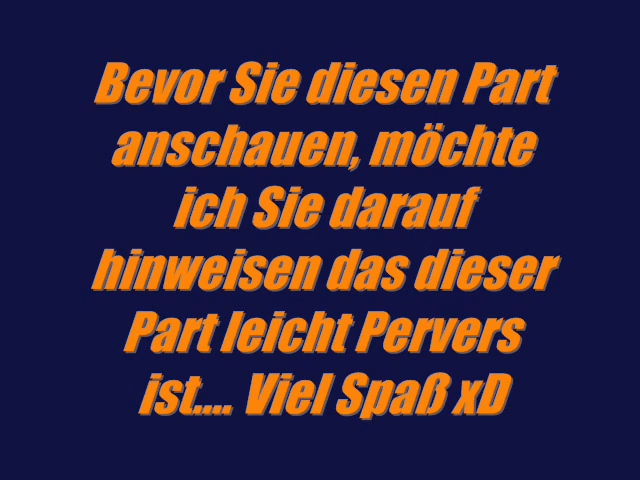 Bevor Sie diesen Part
anschauen, möchte
ich Sie darauf
hinweisen das dieser
Part leicht Pervers
ist.... Viel Spaß xD